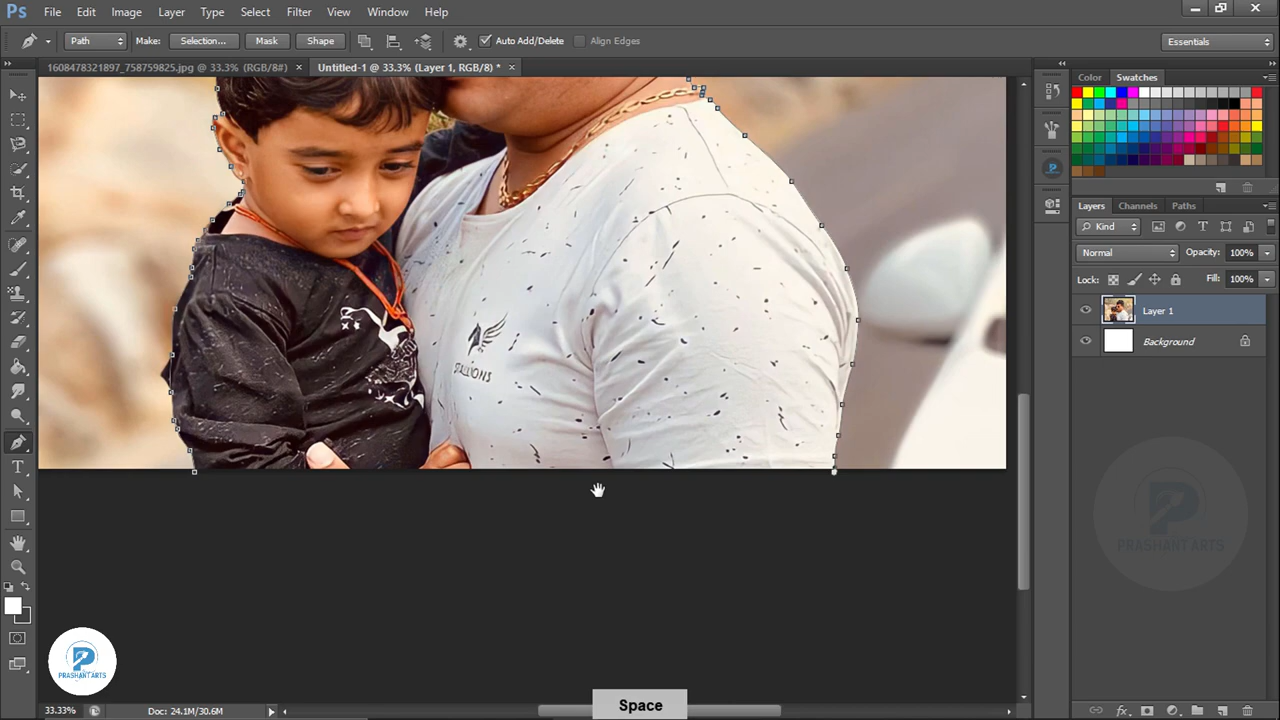 Ps File Edit Image Layer Type Select Filter View Window Help
Path Make: Selection... Mask Shape Auto Add/Delete Align Edges Essentials
1608478321897_758759825.jpg @ 33.3% (RGB/8#) × Untitled-1 @ 33.3% (Layer 1, RGB/8) * ×
Color Swatches
Layers Channels Paths
Kind
Normal Opacity: 100%
Lock: Fill: 100%
Layer 1
Background
STALLIONS
PRASHANT ARTS
PRASHANT ARTS
Space
33.33% Doc: 24.1M/30.6M